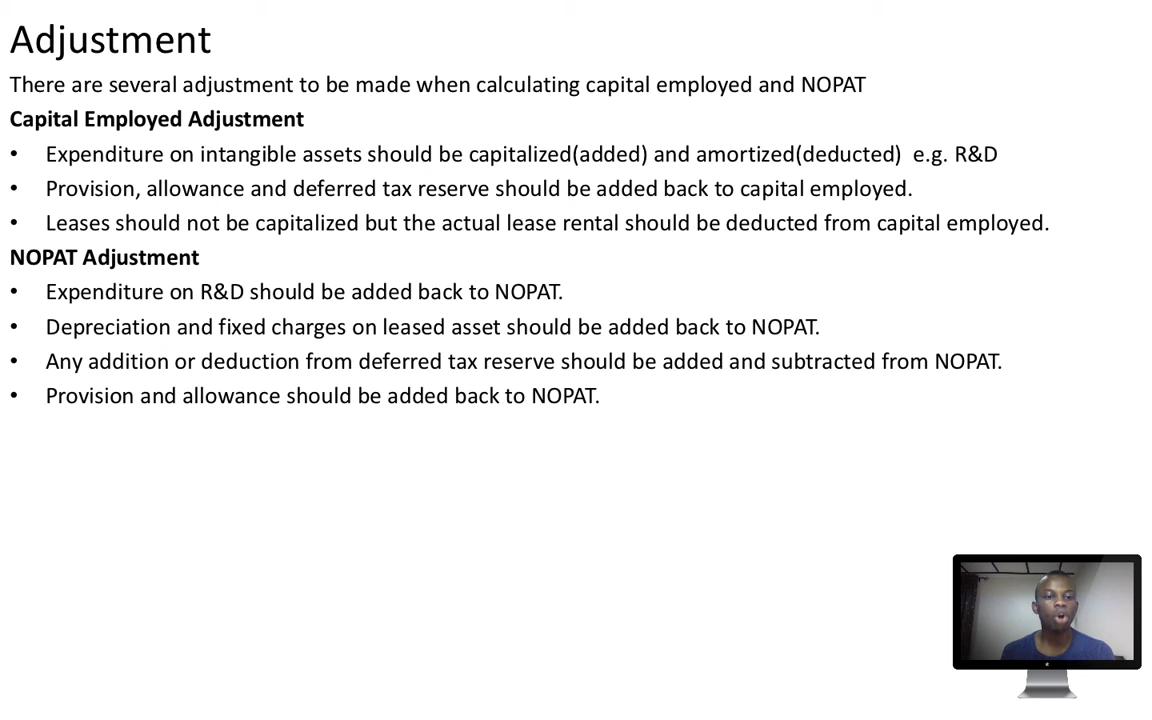 Adjustment
There are several adjustment to be made when calculating capital employed and NOPAT
Capital Employed Adjustment
• Expenditure on intangible assets should be capitalized(added) and amortized(deducted)  e.g. R&D
• Provision, allowance and deferred tax reserve should be added back to capital employed.
• Leases should not be capitalized but the actual lease rental should be deducted from capital employed.
NOPAT Adjustment
• Expenditure on R&D should be added back to NOPAT.
• Depreciation and fixed charges on leased asset should be added back to NOPAT.
• Any addition or deduction from deferred tax reserve should be added and subtracted from NOPAT.
• Provision and allowance should be added back to NOPAT.